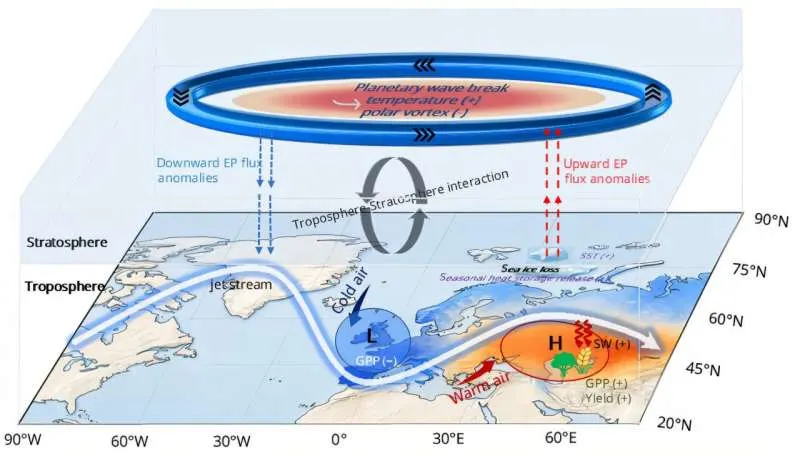 Planetary wave break
temperature (+)
polar vortex (-)
Downward EP flux
anomalies
Upward EP
flux anomalies
Troposphere-Stratosphere interaction
90°N
Stratosphere
SST (+)
Sea ice loss
75°N
Seasonal heat storage release (+)
Troposphere
jet stream
Cold air
60°N
L
H
SW (+)
GPP (−)
45°N
Warm air
GPP (+)
Yield (+)
20°N
90°W
60°W
30°W
0°
30°E
60°E